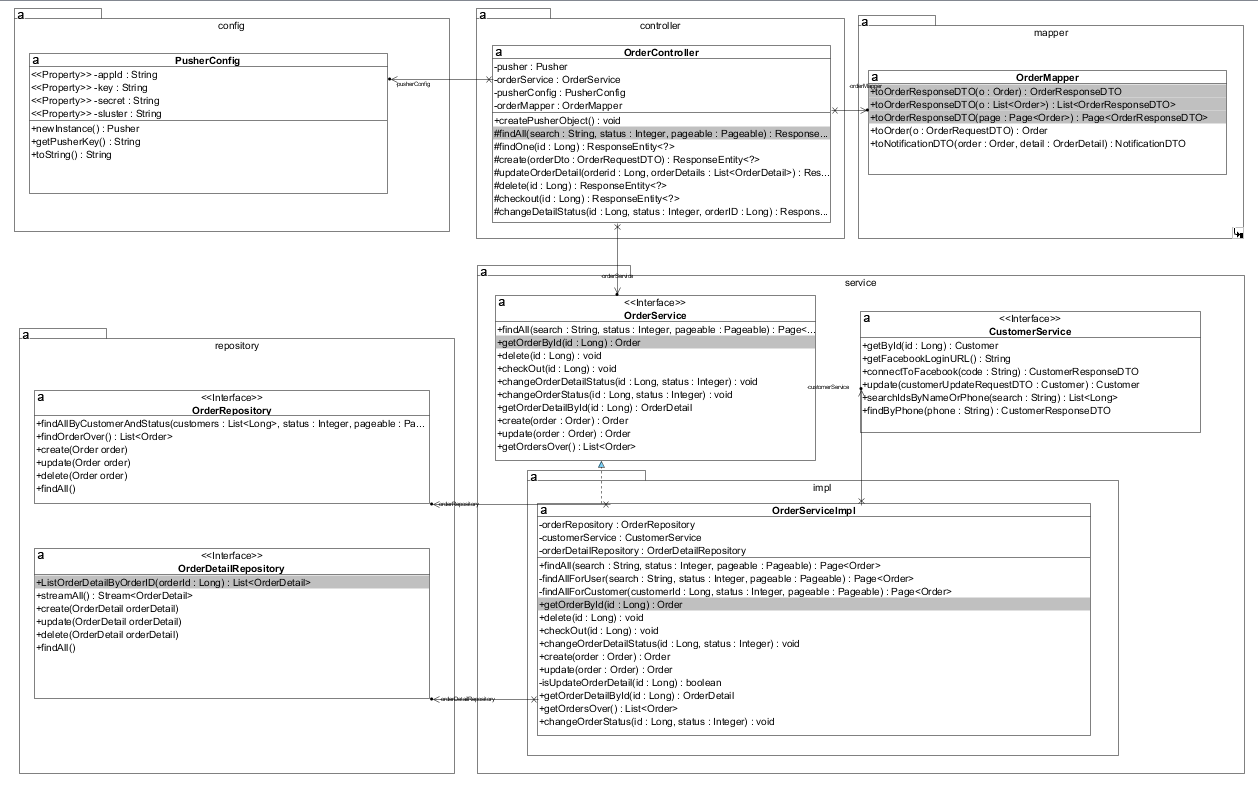 a
config
a
PusherConfig
<<Property>> -appId : String
<<Property>> -key : String
<<Property>> -secret : String
<<Property>> -sluster : String
+newInstance() : Pusher
+getPusherKey() : String
+toString() : String
-pusherConfig
a
controller
a
OrderController
-pusher : Pusher
-orderService : OrderService
-pusherConfig : PusherConfig
-orderMapper : OrderMapper
+createPusherObject() : void
#findAll(search : String, status : Integer, pageable : Pageable) : Response...
#findOne(id : Long) : ResponseEntity<?>
#create(orderDto : OrderRequestDTO) : ResponseEntity<?>
#updateOrderDetail(orderid : Long, orderDetails : List<OrderDetail>) : Res...
#delete(id : Long) : ResponseEntity<?>
#checkout(id : Long) : ResponseEntity<?>
#changeDetailStatus(id : Long, status : Integer, orderID : Long) : Respons...
a
mapper
a
OrderMapper
-orderMapper
+toOrderResponseDTO(o : Order) : OrderResponseDTO
+toOrderResponseDTO(o : List<Order>) : List<OrderResponseDTO>
+toOrderResponseDTO(page : Page<Order>) : Page<OrderResponseDTO>
+toOrder(o : OrderRequestDTO) : Order
+toNotificationDTO(order : Order, detail : OrderDetail) : NotificationDTO
-orderService
a
service
a
<<Interface>>
OrderService
+findAll(search : String, status : Integer, pageable : Pageable) : Page<...
+getOrderById(id : Long) : Order
+delete(id : Long) : void
+checkOut(id : Long) : void
+changeOrderDetailStatus(id : Long, status : Integer) : void
+changeOrderStatus(id : Long, status : Integer) : void
+getOrderDetailById(id : Long) : OrderDetail
+create(order : Order) : Order
+update(order : Order) : Order
+getOrdersOver() : List<Order>
a
<<Interface>>
CustomerService
+getById(id : Long) : Customer
+getFacebookLoginURL() : String
+connectToFacebook(code : String) : CustomerResponseDTO
+update(customerUpdateRequestDTO : Customer) : Customer
+searchIdsByNameOrPhone(search : String) : List<Long>
+findByPhone(phone : String) : CustomerResponseDTO
-customerService
a
repository
a
<<Interface>>
OrderRepository
+findAllByCustomerAndStatus(customers : List<Long>, status : Integer, pageable : Pa...
+findOrderOver() : List<Order>
+create(Order order)
+update(Order order)
+delete(Order order)
+findAll()
-orderRepository
a
<<Interface>>
OrderDetailRepository
+ListOrderDetailByOrderID(orderId : Long) : List<OrderDetail>
+streamAll() : Stream<OrderDetail>
+create(OrderDetail orderDetail)
+update(OrderDetail orderDetail)
+delete(OrderDetail orderDetail)
+findAll()
-orderDetailRepository
a
impl
a
OrderServiceImpl
-orderRepository : OrderRepository
-customerService : CustomerService
-orderDetailRepository : OrderDetailRepository
+findAll(search : String, status : Integer, pageable : Pageable) : Page<Order>
-findAllForUser(search : String, status : Integer, pageable : Pageable) : Page<Order>
-findAllForCustomer(customerId : Long, status : Integer, pageable : Pageable) : Page<Order>
+getOrderById(id : Long) : Order
+delete(id : Long) : void
+checkOut(id : Long) : void
+changeOrderDetailStatus(id : Long, status : Integer) : void
+create(order : Order) : Order
+update(order : Order) : Order
-isUpdateOrderDetail(id : Long) : boolean
+getOrderDetailById(id : Long) : OrderDetail
+getOrdersOver() : List<Order>
+changeOrderStatus(id : Long, status : Integer) : void